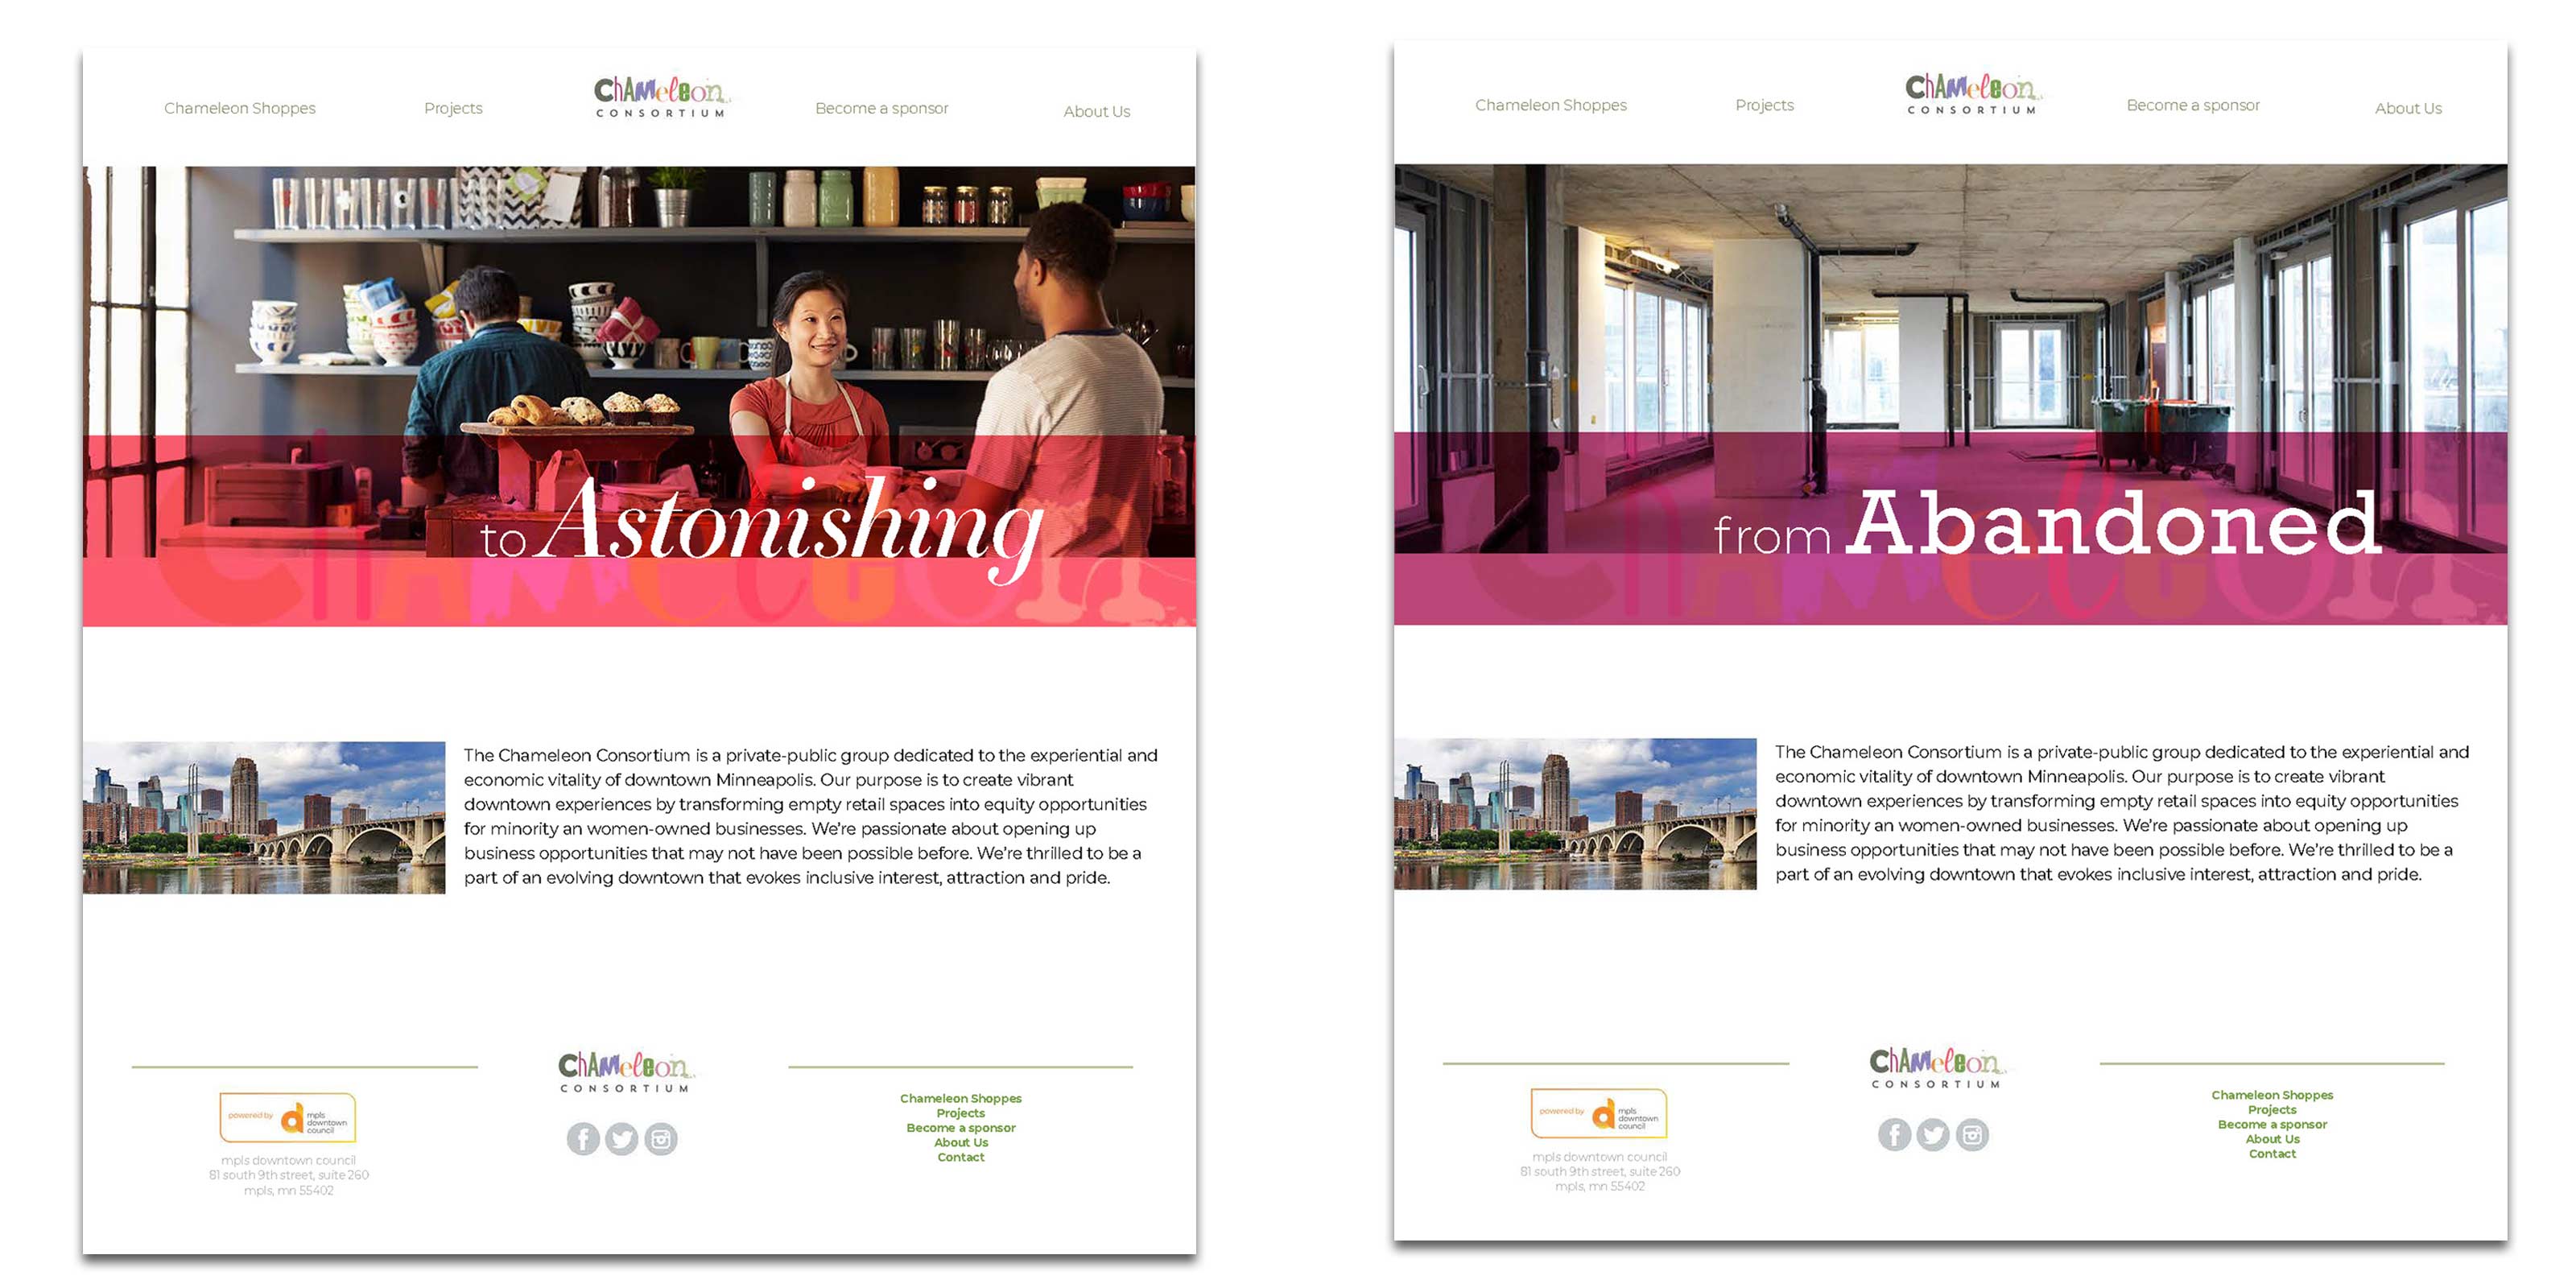 Chameleon Shoppes
Projects
ChAMeleon
CONSORTIUM
Become a sponsor
About Us
to Astonishing
ChAMeleon
The Chameleon Consortium is a private-public group dedicated to the experiential and
economic vitality of downtown Minneapolis. Our purpose is to create vibrant
downtown experiences by transforming empty retail spaces into equity opportunities
for minority an women-owned businesses. We're passionate about opening up
business opportunities that may not have been possible before. We're thrilled to be a
part of an evolving downtown that evokes inclusive interest, attraction and pride.
powered by
mpls
downtown
council
mpls downtown council
81 south 9th street, suite 260
mpls, mn 55402
ChAMeleon
CONSORTIUM
Chameleon Shoppes
Projects
Become a sponsor
About Us
Contact
Chameleon Shoppes
Projects
ChAMeleon
CONSORTIUM
Become a sponsor
About Us
from Abandoned
ChAMeleon
The Chameleon Consortium is a private-public group dedicated to the experiential and
economic vitality of downtown Minneapolis. Our purpose is to create vibrant
downtown experiences by transforming empty retail spaces into equity opportunities
for minority an women-owned businesses. We're passionate about opening up
business opportunities that may not have been possible before. We're thrilled to be a
part of an evolving downtown that evokes inclusive interest, attraction and pride.
powered by
mpls
downtown
council
mpls downtown council
81 south 9th street, suite 260
mpls, mn 55402
ChAMeleon
CONSORTIUM
Chameleon Shoppes
Projects
Become a sponsor
About Us
Contact